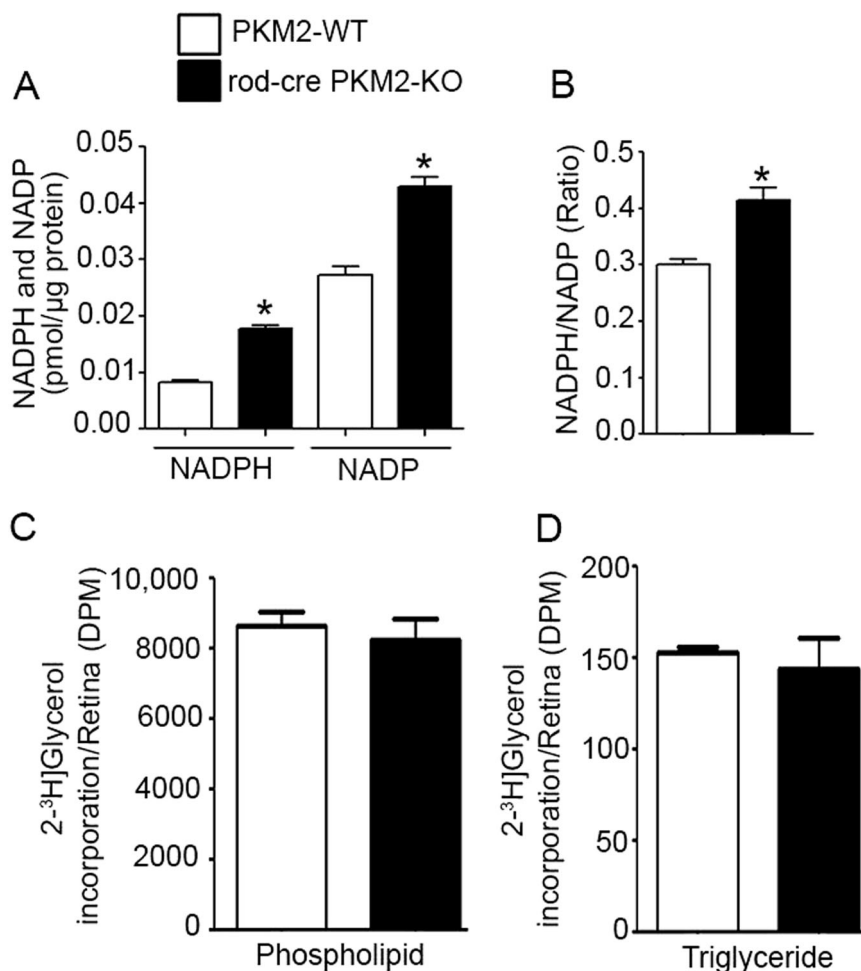 PKM2-WT
rod-cre PKM2-KO
A
NADPH and NADP
(pmol/µg protein)
0.05
0.04
0.03
0.02
0.01
0.00
*
*
NADPH
NADP
B
NADPH/NADP (Ratio)
0.5
0.4
0.3
0.2
0.1
0.0
*
C
2-³H]Glycerol
incorporation/Retina (DPM)
10,000
8000
6000
4000
2000
0
Phospholipid
D
2-³H]Glycerol
incorporation/Retina (DPM)
200
150
100
50
0
Triglyceride